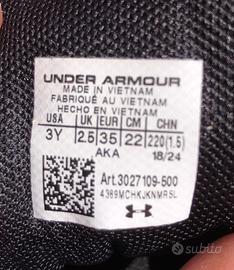 UNDER ARMOUR
MADE IN VIETNAM
FABRIQUÉ AU VIETNAM
HECHO EN VIETNAM
USA UK EUR CM CHN
3Y 2.5 35 22 220(1.5)
AKA 18/24
Art.3027109-500
4389MCHKJKNMRSL
subito